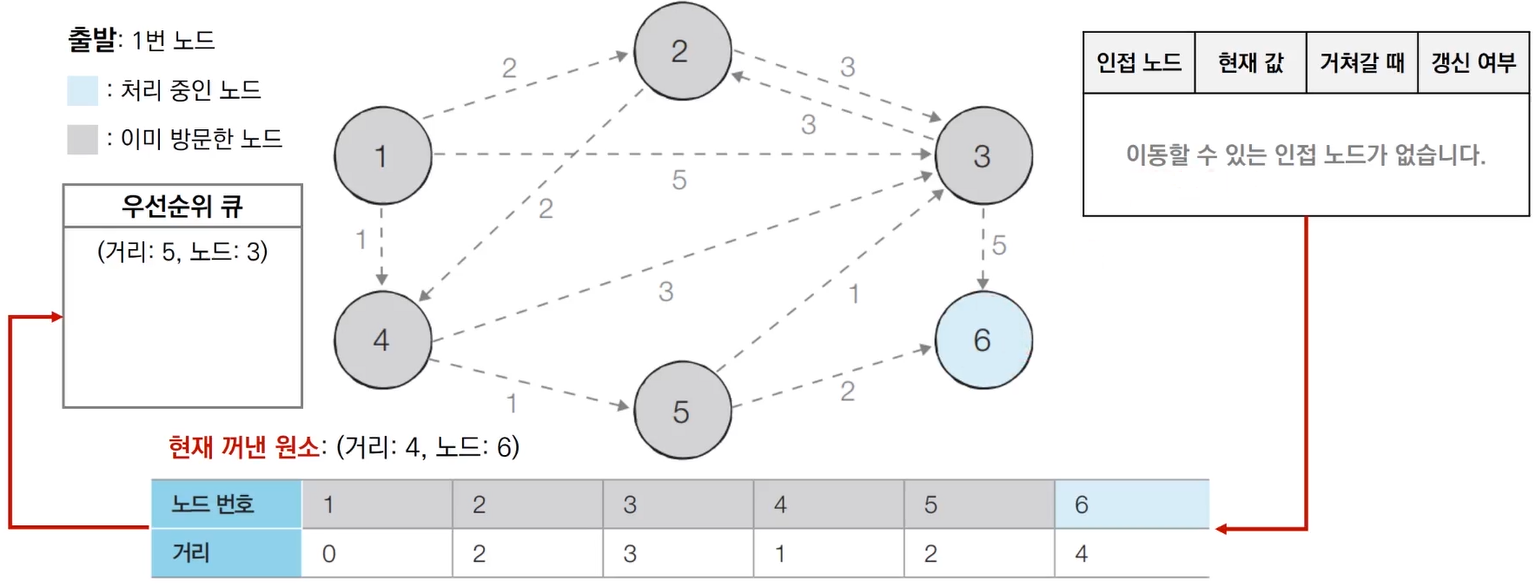 출발: 1번 노드
: 처리 중인 노드
: 이미 방문한 노드
우선순위 큐
(거리: 5, 노드: 3)
2
2
3
3
1
5
3
2
1
5
3
1
4
6
1
5
2
인접 노드 현재 값 거쳐갈 때 갱신 여부
이동할 수 있는 인접 노드가 없습니다.
현재 꺼낸 원소: (거리: 4, 노드: 6)
노드 번호 1 2 3 4 5 6
거리 0 2 3 1 2 4